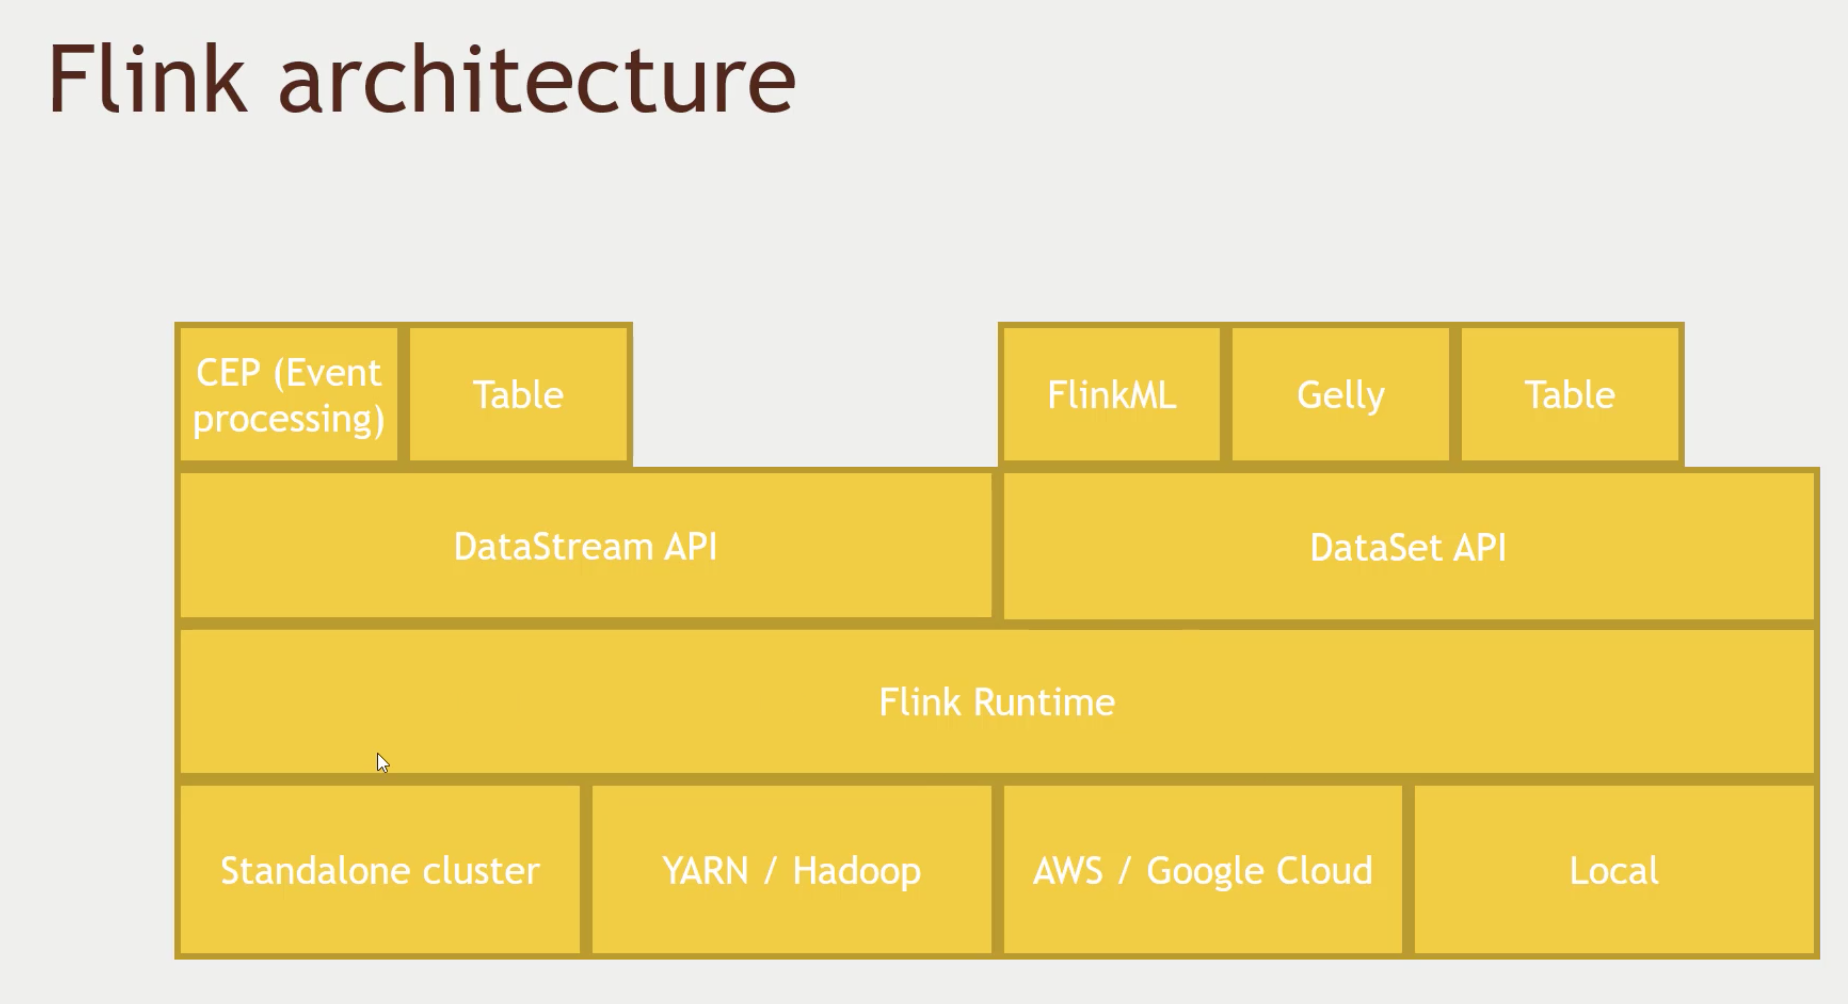 Flink architecture
CEP (Event
processing)
Table
FlinkML
Gelly
Table
DataStream API
DataSet API
Flink Runtime
Standalone cluster
YARN / Hadoop
AWS / Google Cloud
Local